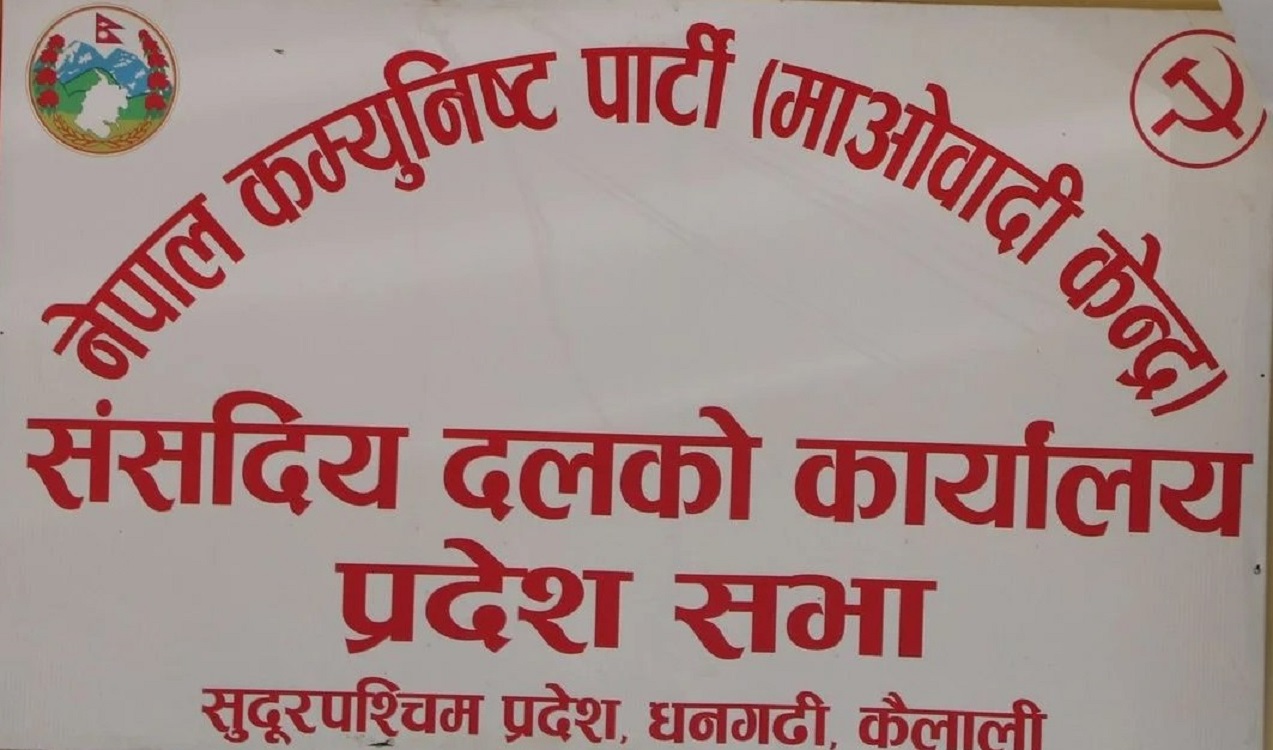 नेपाल कम्युनिष्ट पार्टी (माओवादी केन्द्र)
संसदिय दलको कार्यालय
प्रदेश सभा
सुदूरपश्चिम प्रदेश, धनगढी, कैलाली